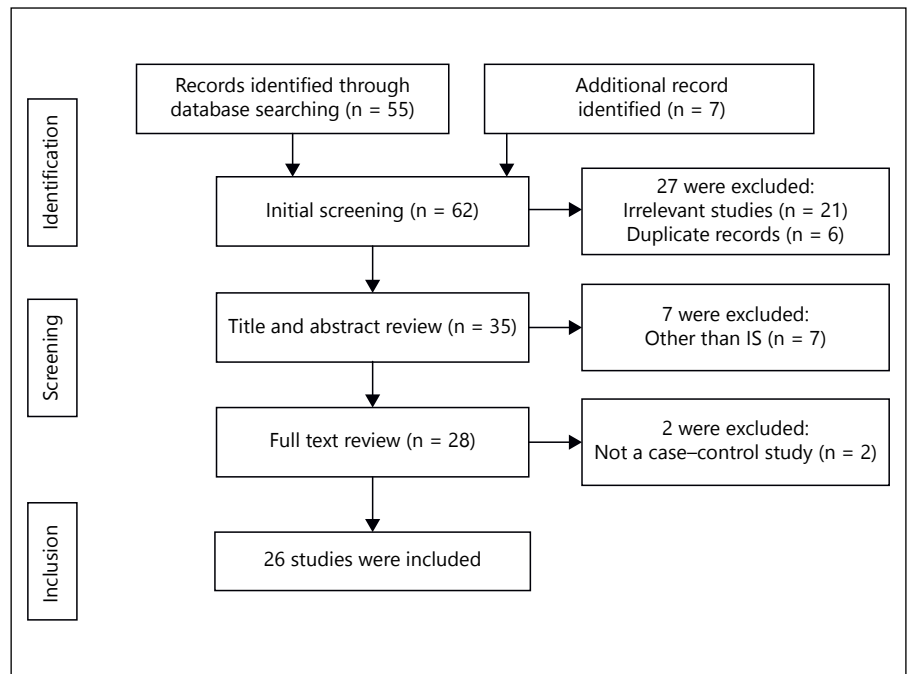 Identification
Records identified through
database searching (n = 55)
Additional record
identified (n = 7)
Initial screening (n = 62)
27 were excluded:
Irrelevant studies (n = 21)
Duplicate records (n = 6)
Screening
Title and abstract review (n = 35)
7 were excluded:
Other than IS (n = 7)
Full text review (n = 28)
2 were excluded:
Not a case–control study (n = 2)
Inclusion
26 studies were included